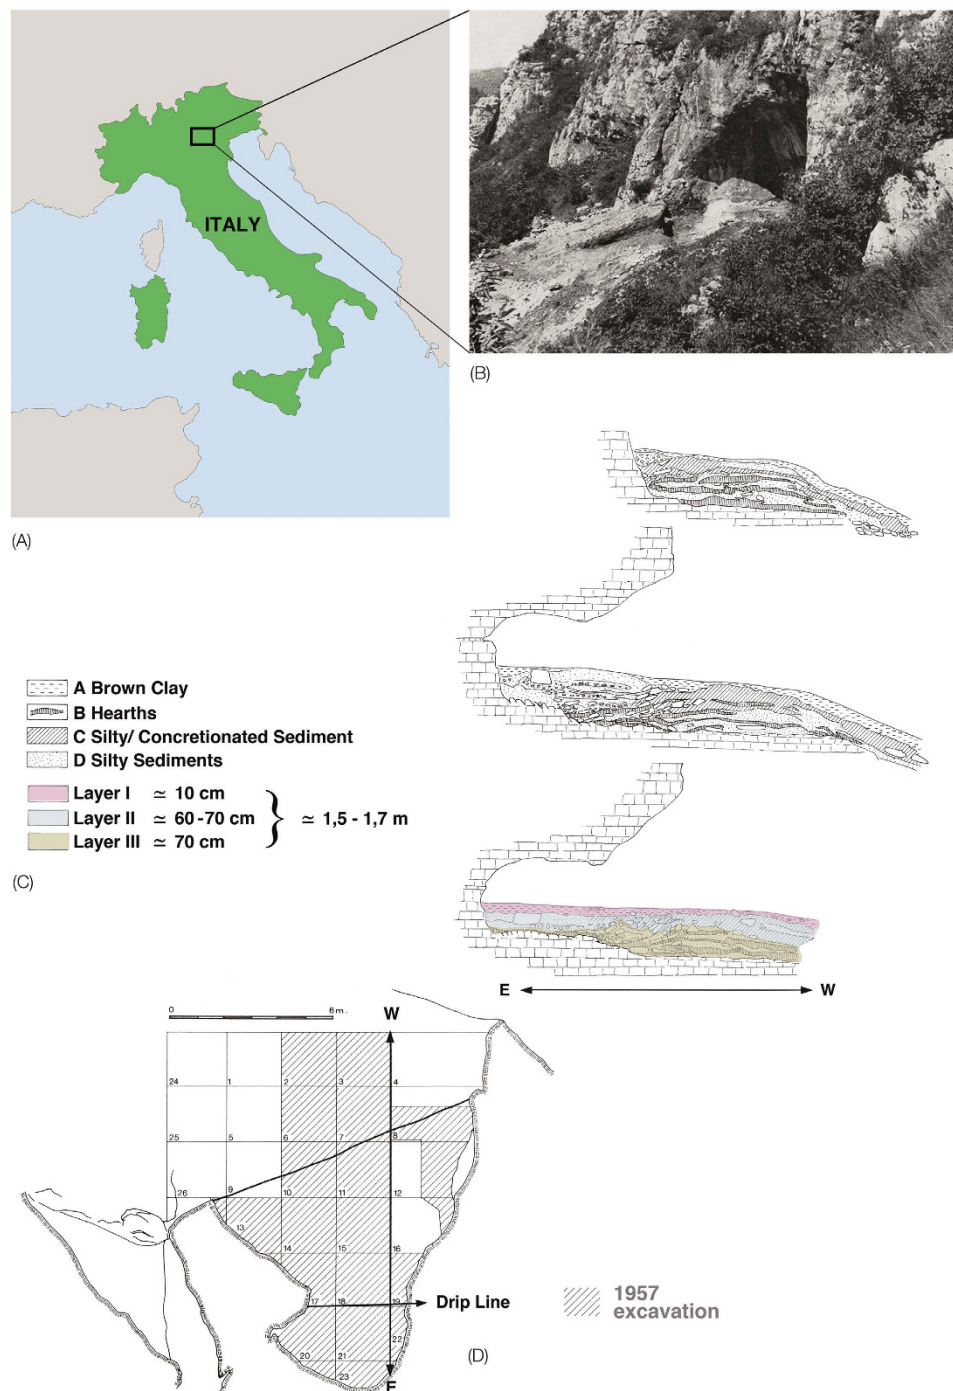 ITALY
(A)
(B)
A Brown Clay
B Hearths
C Silty/ Concretionated Sediment
D Silty Sediments
Layer I ≃ 10 cm
Layer II ≃ 60-70 cm } ≃ 1,5 - 1,7 m
Layer III ≃ 70 cm
(C)
E W
0 6 m.
W
24 1 2 3 4
25 5 6 7 8
26 9 10 11 12
13
14 15 16
17 18 19 Drip Line
1957
excavation
22
20 21
23
E
(D)